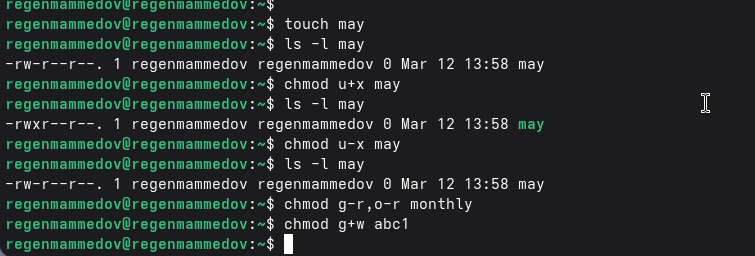 regenmammedov@regenmammedov:~$
regenmammedov@regenmammedov:~$ touch may
regenmammedov@regenmammedov:~$ ls -l may
-rw-r--r--. 1 regenmammedov regenmammedov 0 Mar 12 13:58 may
regenmammedov@regenmammedov:~$ chmod u+x may
regenmammedov@regenmammedov:~$ ls -l may
-rwxr--r--. 1 regenmammedov regenmammedov 0 Mar 12 13:58 may
regenmammedov@regenmammedov:~$ chmod u-x may
regenmammedov@regenmammedov:~$ ls -l may
-rw-r--r--. 1 regenmammedov regenmammedov 0 Mar 12 13:58 may
regenmammedov@regenmammedov:~$ chmod g-r,o-r monthly
regenmammedov@regenmammedov:~$ chmod g+w abc1
regenmammedov@regenmammedov:~$